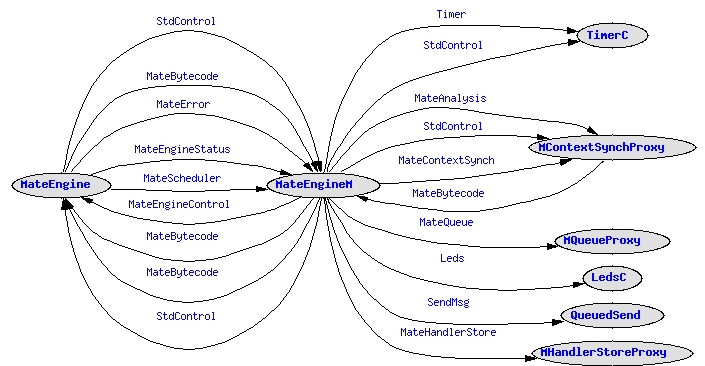 StdControl
MateBytecode
MateError
MateEngineStatus
MateScheduler
MateEngineControl
MateBytecode
MateBytecode
StdControl
MateEngine
MateEngineM
Timer
StdControl
MateAnalysis
StdControl
MateContextSynch
MateBytecode
MateQueue
Leds
SendMsg
MateHandlerStore
TimerC
MContextSynchProxy
MQueueProxy
LedsC
QueuedSend
MHandlerStoreProxy